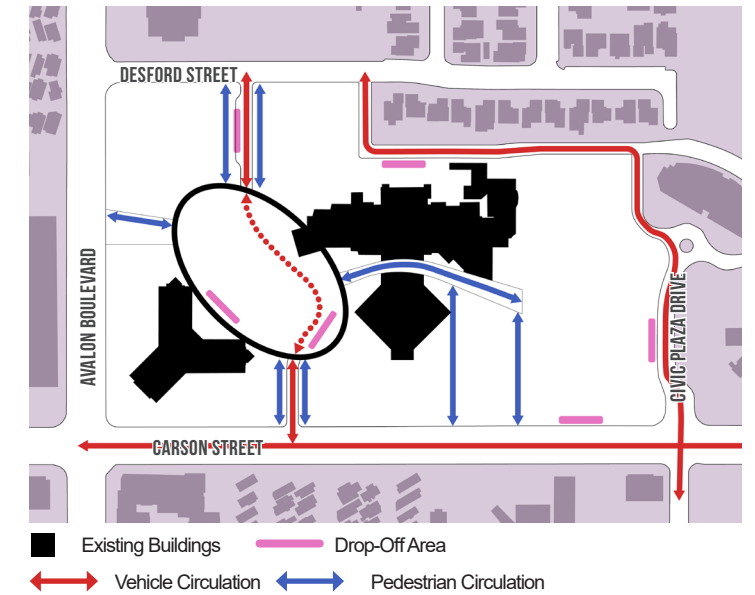 DESFORD STREET
AVALON BOULEVARD
CIVIC PLAZA DRIVE
CARSON STREET
Existing Buildings
Drop-Off Area
Vehicle Circulation
Pedestrian Circulation